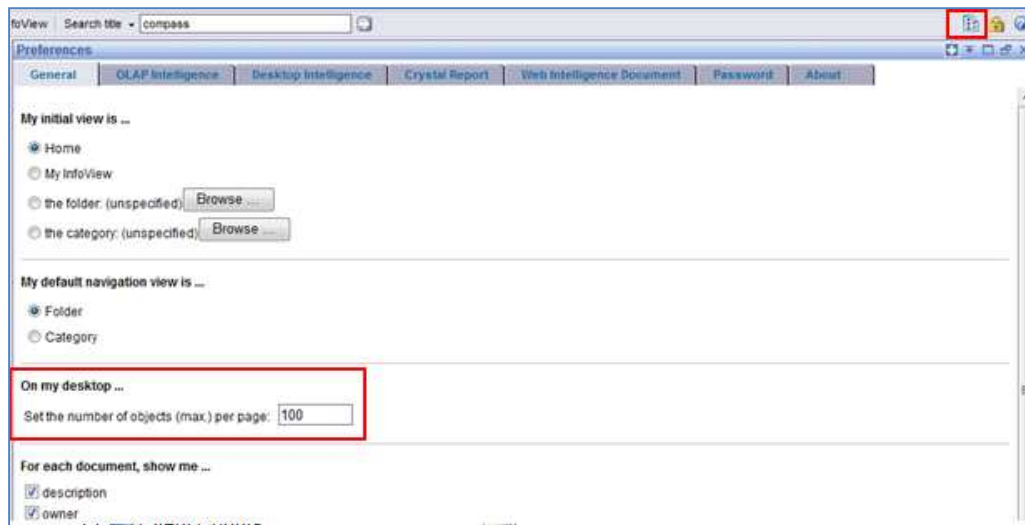 foView Search title compass
Preferences
General OLAP Intelligence Desktop Intelligence Crystal Report Web Intelligence Document Password About
My initial view is ...
Home
My InfoView
the folder: (unspecified) Browse ...
the category: (unspecified) Browse ...
My default navigation view is ...
Folder
Category
On my desktop ...
Set the number of objects (max.) per page: 100
For each document, show me ...
description
owner